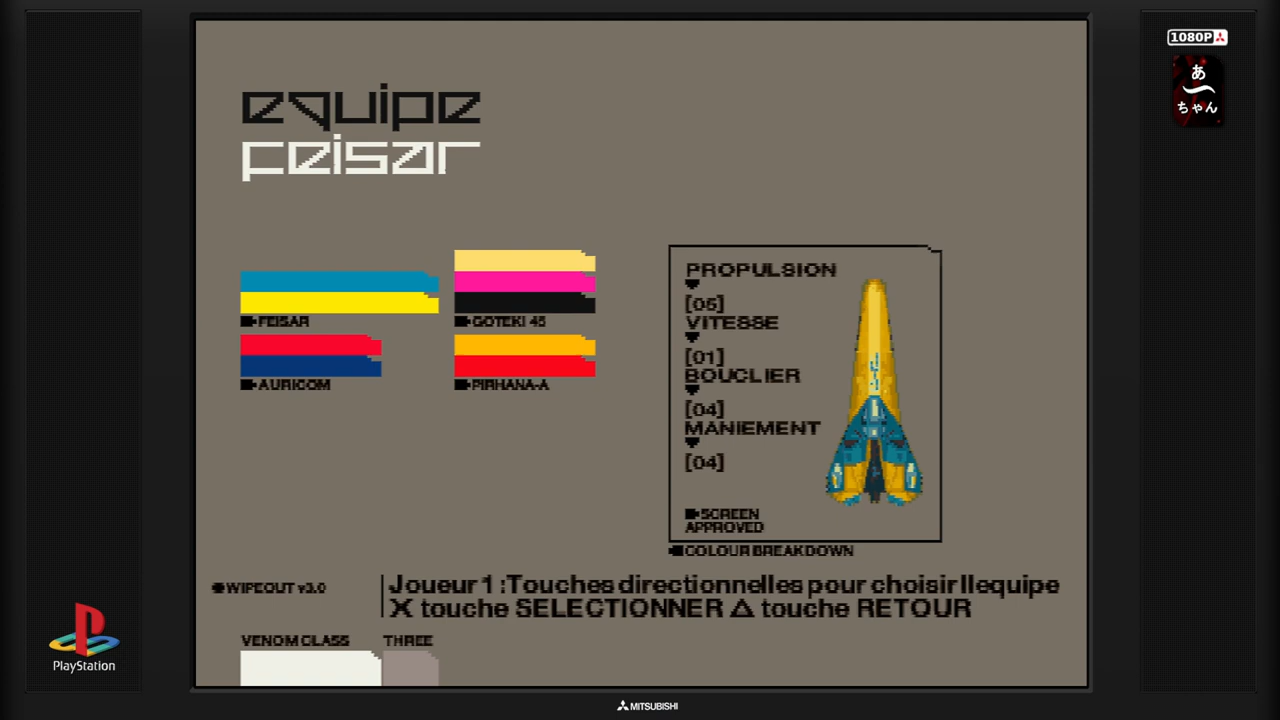 equipe
feisar
FEISAR
GOTEKI 45
AURICOM
PIRHANA-A
PROPULSION
[05]
VITESSE
[01]
BOUCLIER
[04]
MANIEMENT
[04]
SCREEN
APPROVED
COLOUR BREAKDOWN
WIPEOUT v3.0
Joueur 1 :Touches directionnelles pour choisir llequipe
X touche SELECTIONNER △ touche RETOUR
VENOM CLASS
THREE
1080P
あ
ー
ちゃん
PlayStation
MITSUBISHI